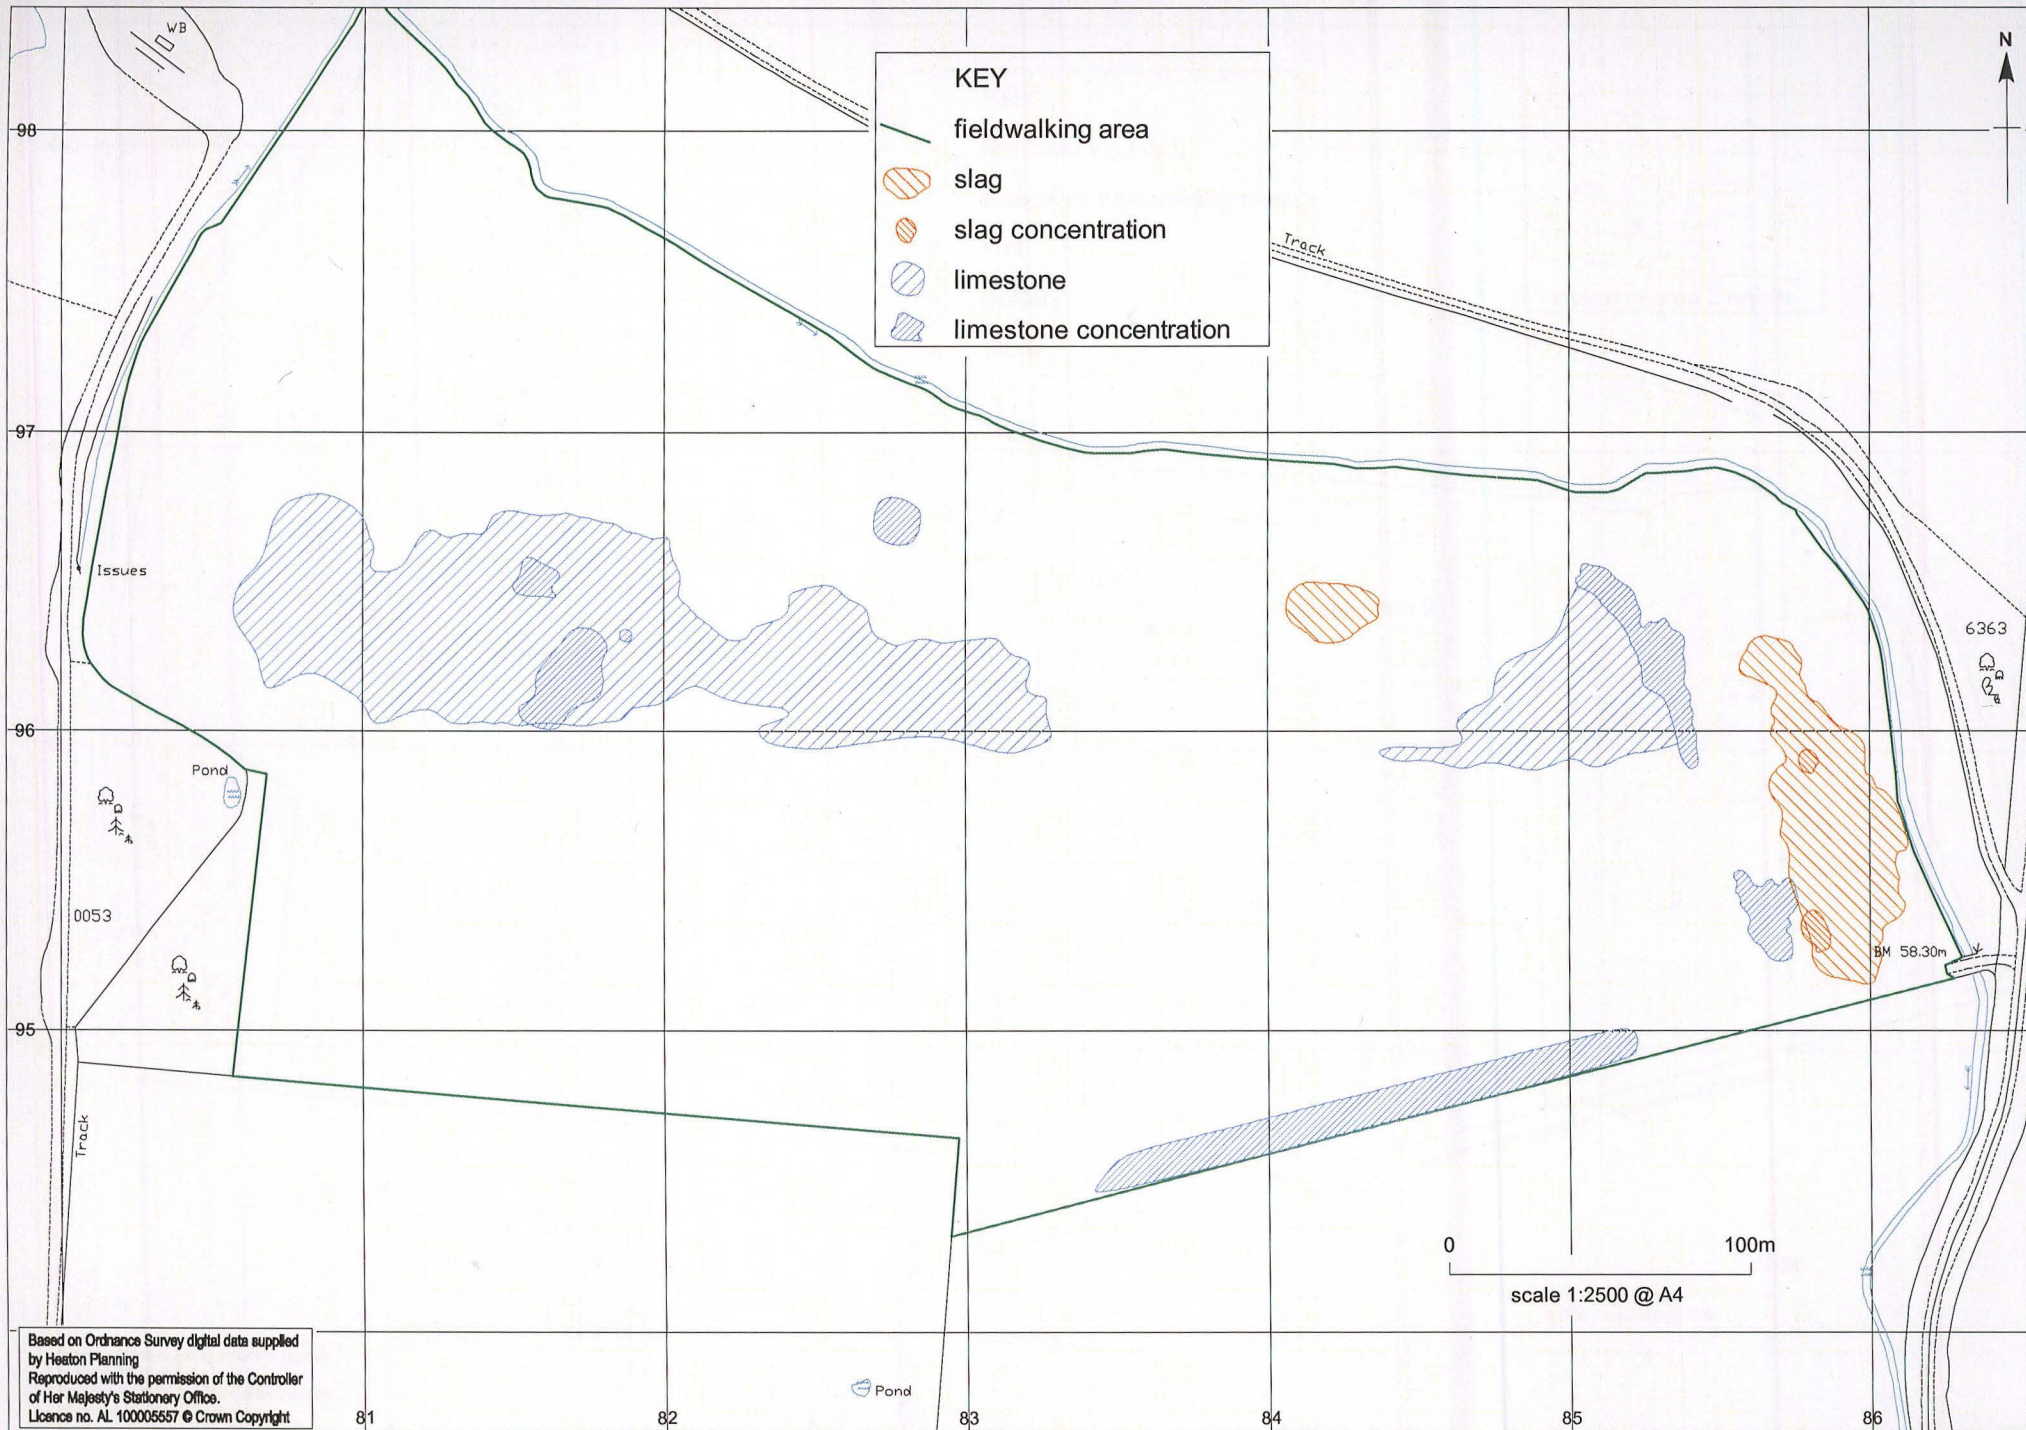 WB
N
KEY
fieldwalking area
slag
slag concentration
limestone
limestone concentration
98
Track
97
Issues
6363
96
Pond
0053
BM 58.30m
95
Track
0 100m
scale 1:2500 @ A4
Based on Ordnance Survey digital data supplied
by Heaton Planning
Reproduced with the permission of the Controller
of Her Majesty's Stationery Office.
Licence no. AL 100005557 © Crown Copyright
Pond
81 82 83 84 85 86